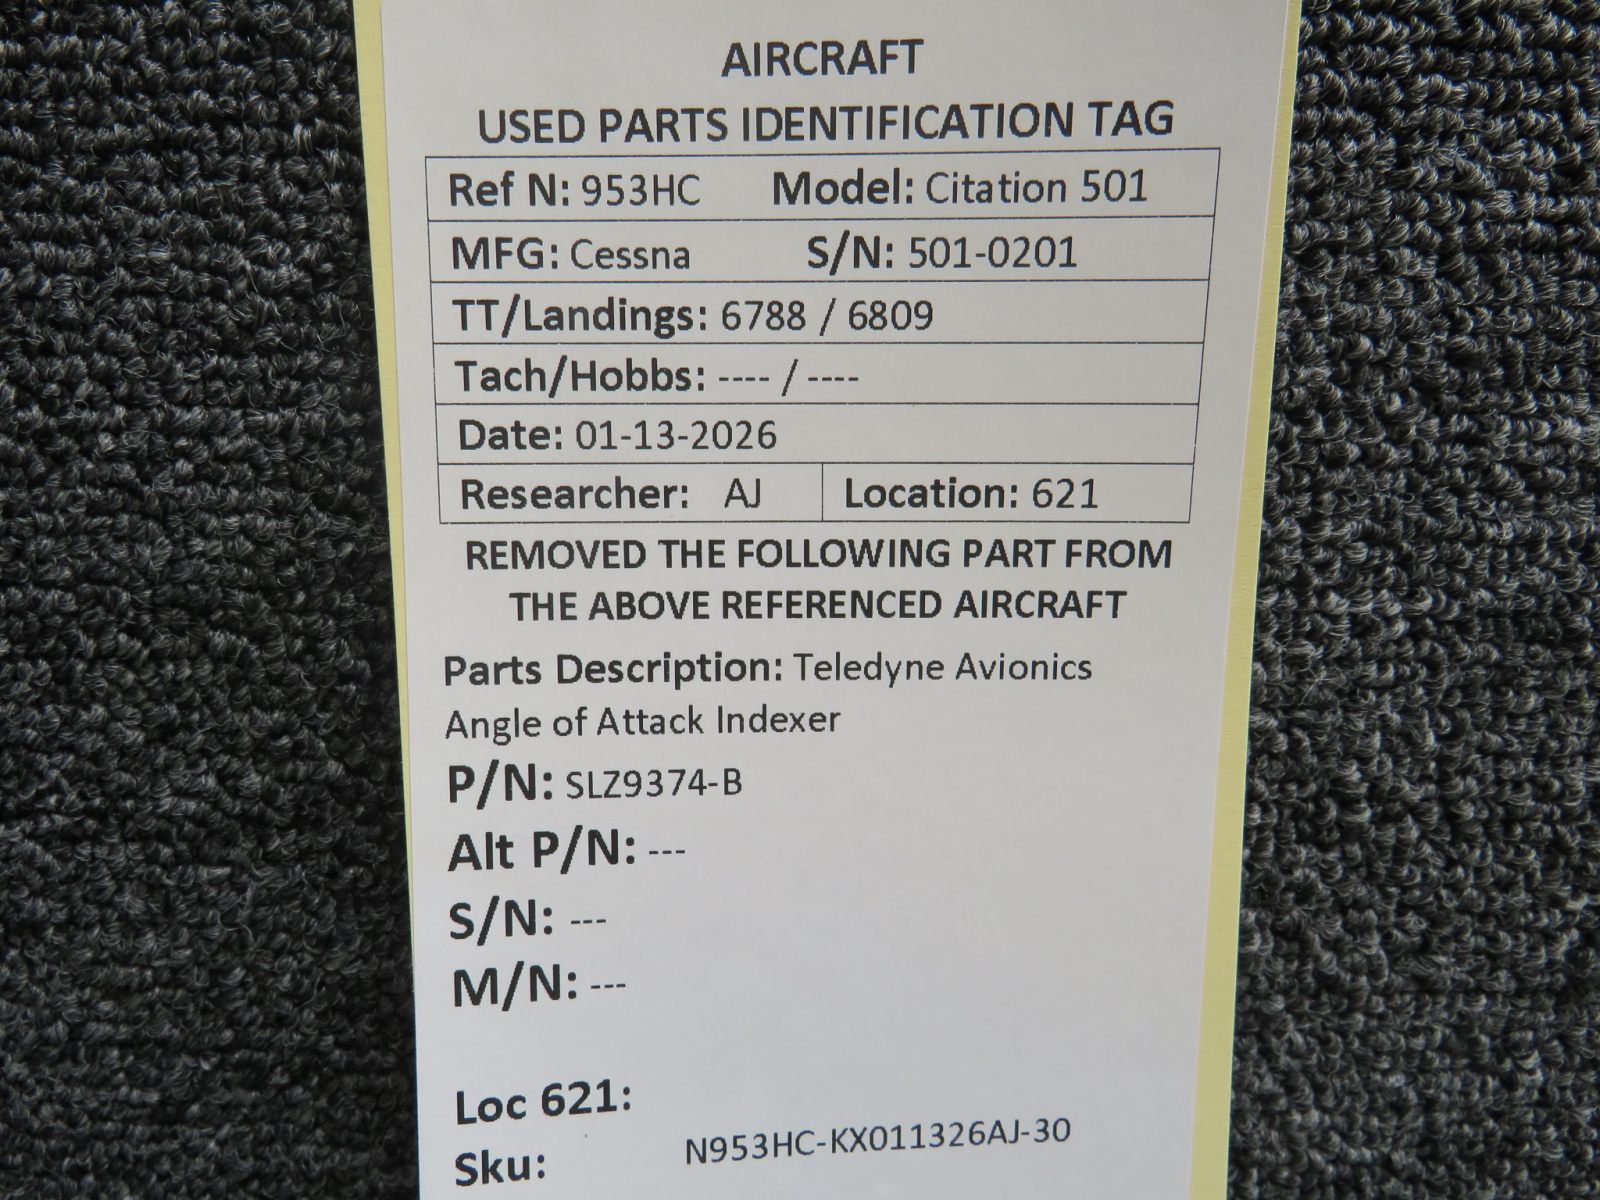 AIRCRAFT
USED PARTS IDENTIFICATION TAG
Ref N: 953HC Model: Citation 501
MFG: Cessna S/N: 501-0201
TT/Landings: 6788 / 6809
Tach/Hobbs: ---- / ----
Date: 01-13-2026
Researcher: AJ Location: 621
REMOVED THE FOLLOWING PART FROM
THE ABOVE REFERENCED AIRCRAFT
Parts Description: Teledyne Avionics
Angle of Attack Indexer
P/N: SLZ9374-B
Alt P/N: ---
S/N: ---
M/N: ---
Loc 621:
Sku: N953HC-KX011326AJ-30